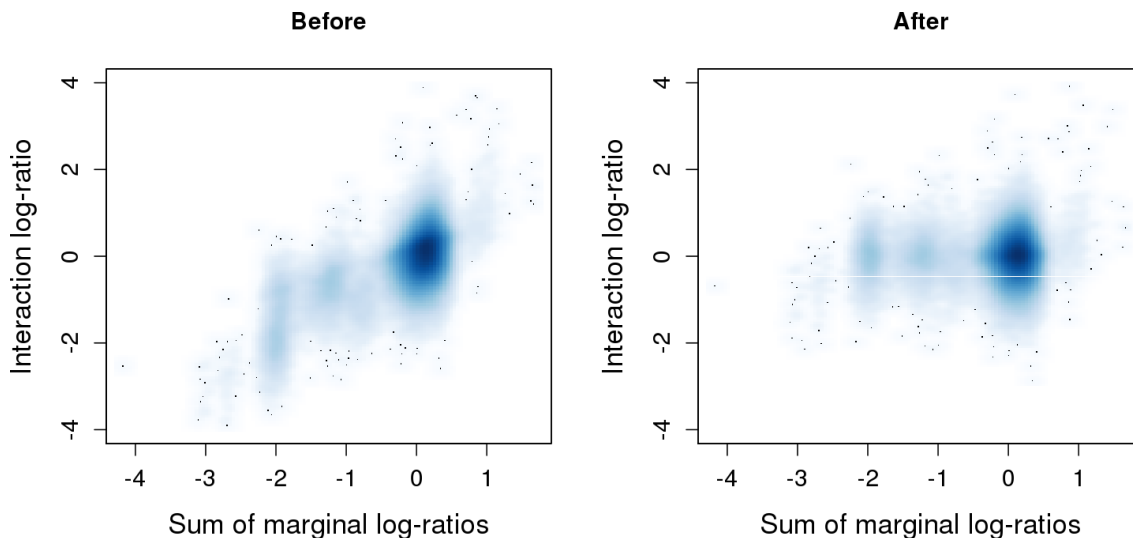 Before
Interaction log-ratio
4
2
0
-2
-4
-4 -3 -2 -1 0 1
Sum of marginal log-ratios
After
Interaction log-ratio
4
2
0
-2
-4
-4 -3 -2 -1 0 1
Sum of marginal log-ratios